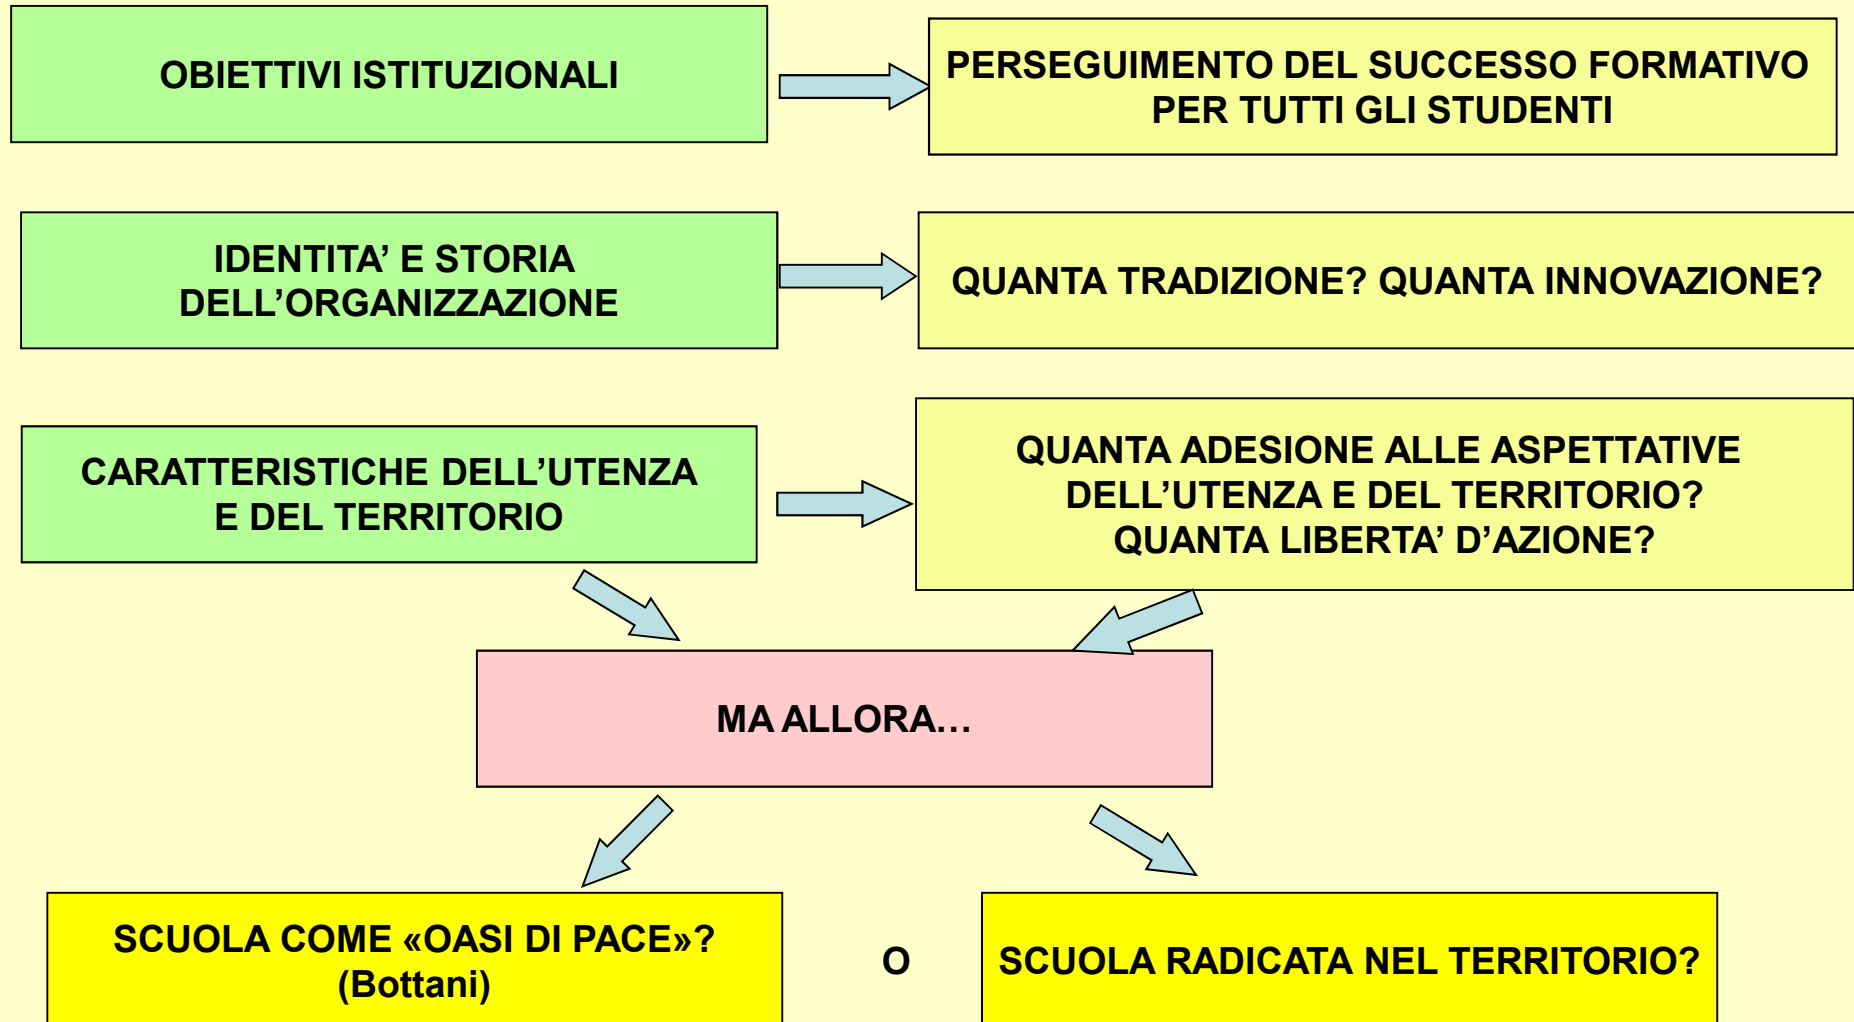 OBIETTIVI ISTITUZIONALI
PERSEGUIMENTO DEL SUCCESSO FORMATIVO
PER TUTTI GLI STUDENTI
IDENTITA’ E STORIA
DELL’ORGANIZZAZIONE
QUANTA TRADIZIONE? QUANTA INNOVAZIONE?
CARATTERISTICHE DELL’UTENZA
E DEL TERRITORIO
QUANTA ADESIONE ALLE ASPETTATIVE
DELL’UTENZA E DEL TERRITORIO?
QUANTA LIBERTA’ D’AZIONE?
MA ALLORA…
SCUOLA COME «OASI DI PACE»?
(Bottani)
O
SCUOLA RADICATA NEL TERRITORIO?